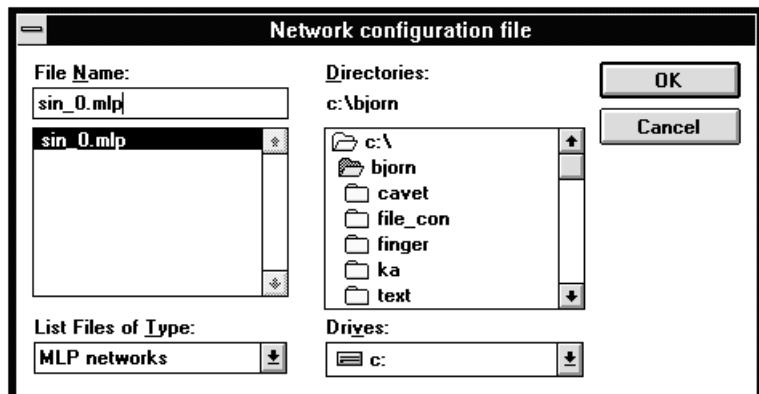 Network configuration file
File Name:
sin_0.mlp
sin_0.mlp
List Files of Type:
MLP networks
Directories:
c:\bjorn
c:\
bjorn
cavet
file_con
finger
ka
text
Drives:
c:
OK
Cancel